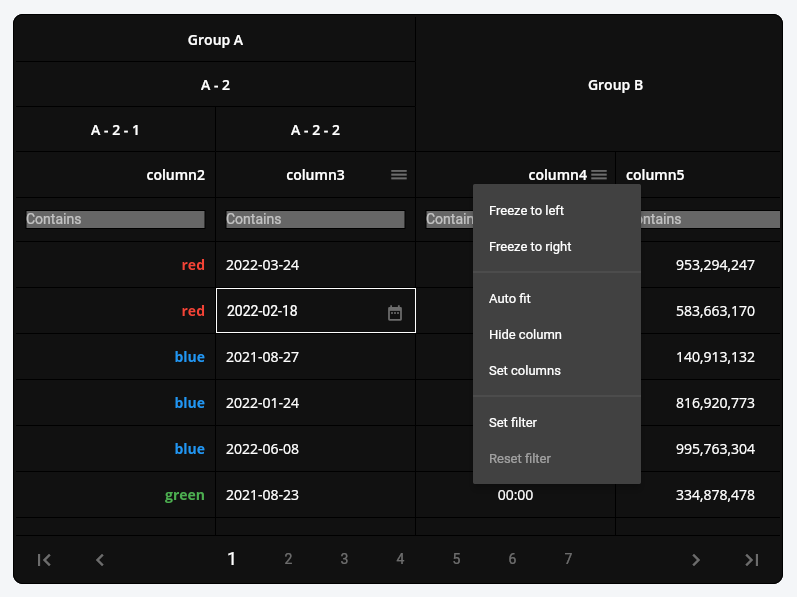 Group A
A - 2
Group B
A - 2 - 1
A - 2 - 2
column2
column3
column4
column5
Contains
Contains
Contain
ntains
Freeze to left
Freeze to right
Auto fit
Hide column
Set columns
Set filter
Reset filter
red 2022-03-24 953,294,247
red 2022-02-18 583,663,170
blue 2021-08-27 140,913,132
blue 2022-01-24 816,920,773
blue 2022-06-08 995,763,304
green 2021-08-23 00:00 334,878,478
1 2 3 4 5 6 7